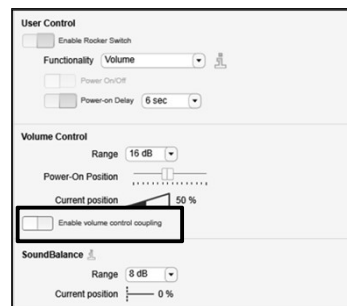 User Control
Enable Rocker Switch
Functionality Volume
Power On/Off
Power-on Delay 6 sec
Volume Control
Range 16 dB
Power-On Position
Current position 50 %
Enable volume control coupling
SoundBalance
Range 8 dB
Current position 0 %